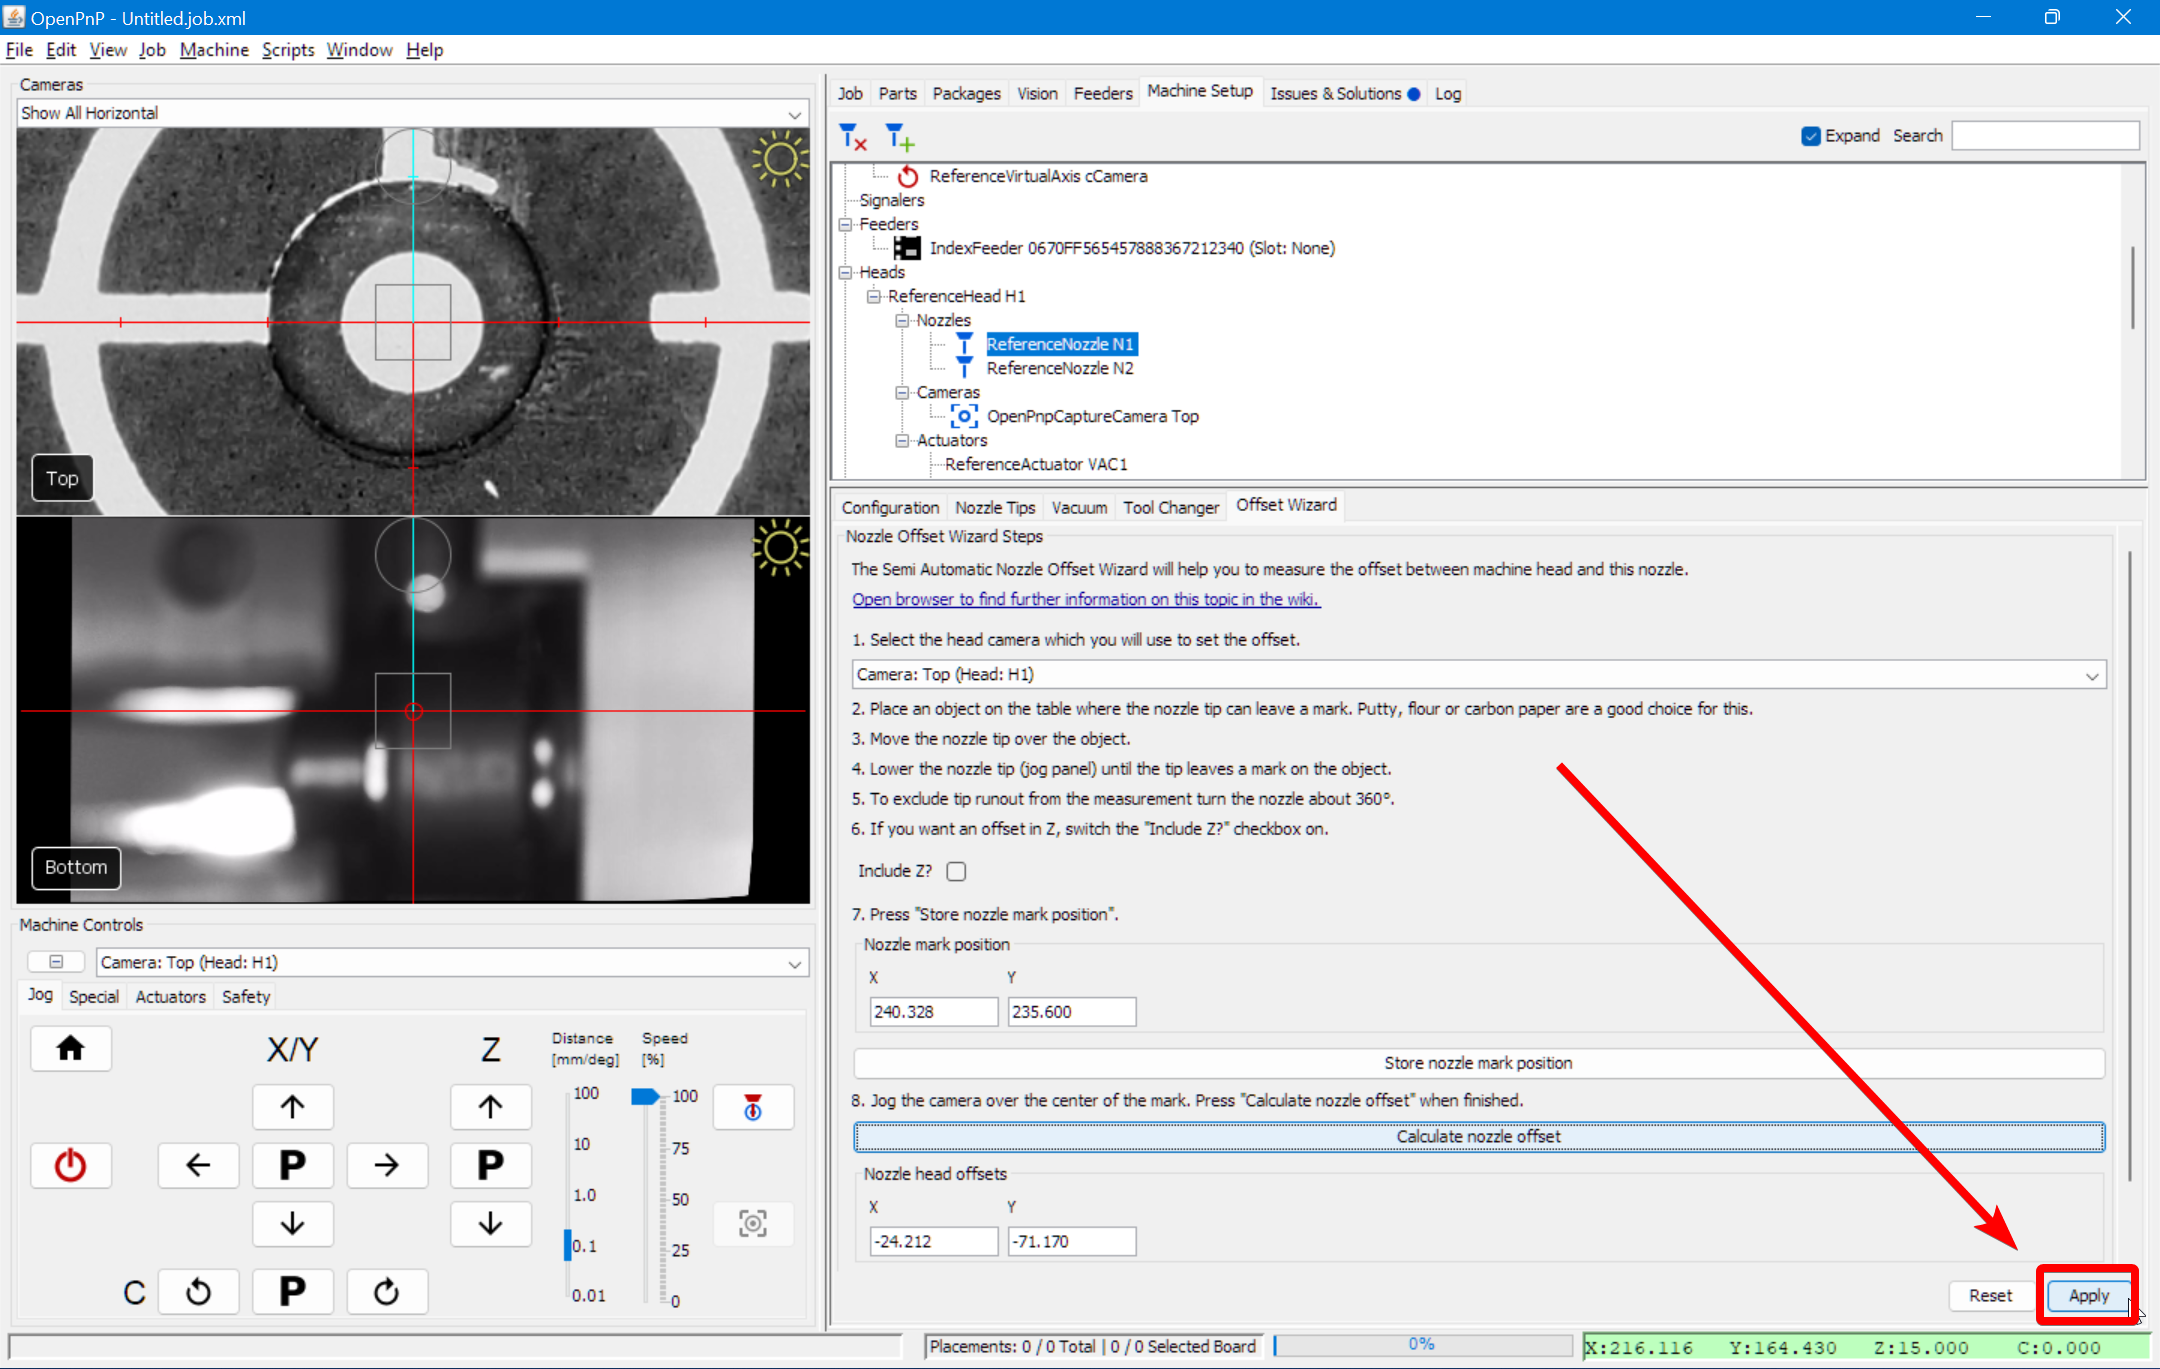 OpenPnP - Untitled.job.xml
File Edit View Job Machine Scripts Window Help
Cameras
Show All Horizontal
Top
Bottom
Machine Controls
Camera: Top (Head: H1)
Jog Special Actuators Safety
X/Y Z
Distance [mm/deg]
Speed [%]
100
10
1.0
0.1
0.01
100
75
50
25
0
P P
C P
Job Parts Packages Vision Feeders Machine Setup Issues & Solutions Log
Expand Search
ReferenceVirtualAxis cCamera
Signalers
Feeders
IndexFeeder 0670FF565457888367212340 (Slot: None)
Heads
ReferenceHead H1
Nozzles
ReferenceNozzle N1
ReferenceNozzle N2
Cameras
OpenPnpCaptureCamera Top
Actuators
ReferenceActuator VAC1
Configuration Nozzle Tips Vacuum Tool Changer Offset Wizard
Nozzle Offset Wizard Steps
The Semi Automatic Nozzle Offset Wizard will help you to measure the offset between machine head and this nozzle.
Open browser to find further information on this topic in the wiki.
1. Select the head camera which you will use to set the offset.
Camera: Top (Head: H1)
2. Place an object on the table where the nozzle tip can leave a mark. Putty, flour or carbon paper are a good choice for this.
3. Move the nozzle tip over the object.
4. Lower the nozzle tip (jog panel) until the tip leaves a mark on the object.
5. To exclude tip runout from the measurement turn the nozzle about 360°.
6. If you want an offset in Z, switch the "Include Z?" checkbox on.
Include Z?
7. Press "Store nozzle mark position".
Nozzle mark position
X Y
240.328 235.600
Store nozzle mark position
8. Jog the camera over the center of the mark. Press "Calculate nozzle offset" when finished.
Calculate nozzle offset
Nozzle head offsets
X Y
-24.212 -71.170
Reset Apply
Placements: 0 / 0 Total | 0 / 0 Selected Board
0%
X:216.116 Y:164.430 Z:15.000 C:0.000